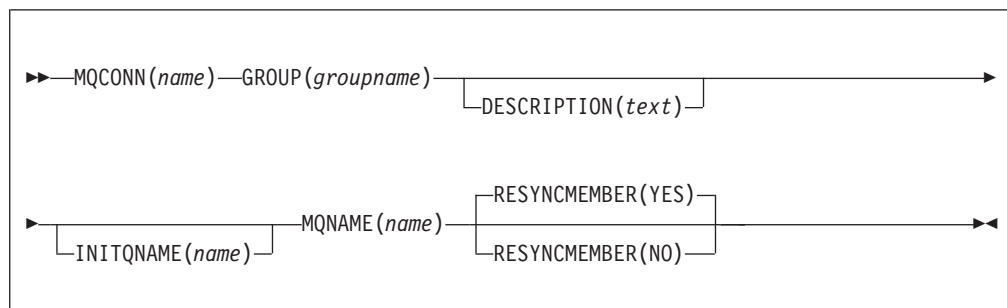 MQCONN(name) GROUP(groupname)
DESCRIPTION(text)
RESYNCMEMBER(YES)
INITQNAME(name) MQNAME(name)
RESYNCMEMBER(NO)